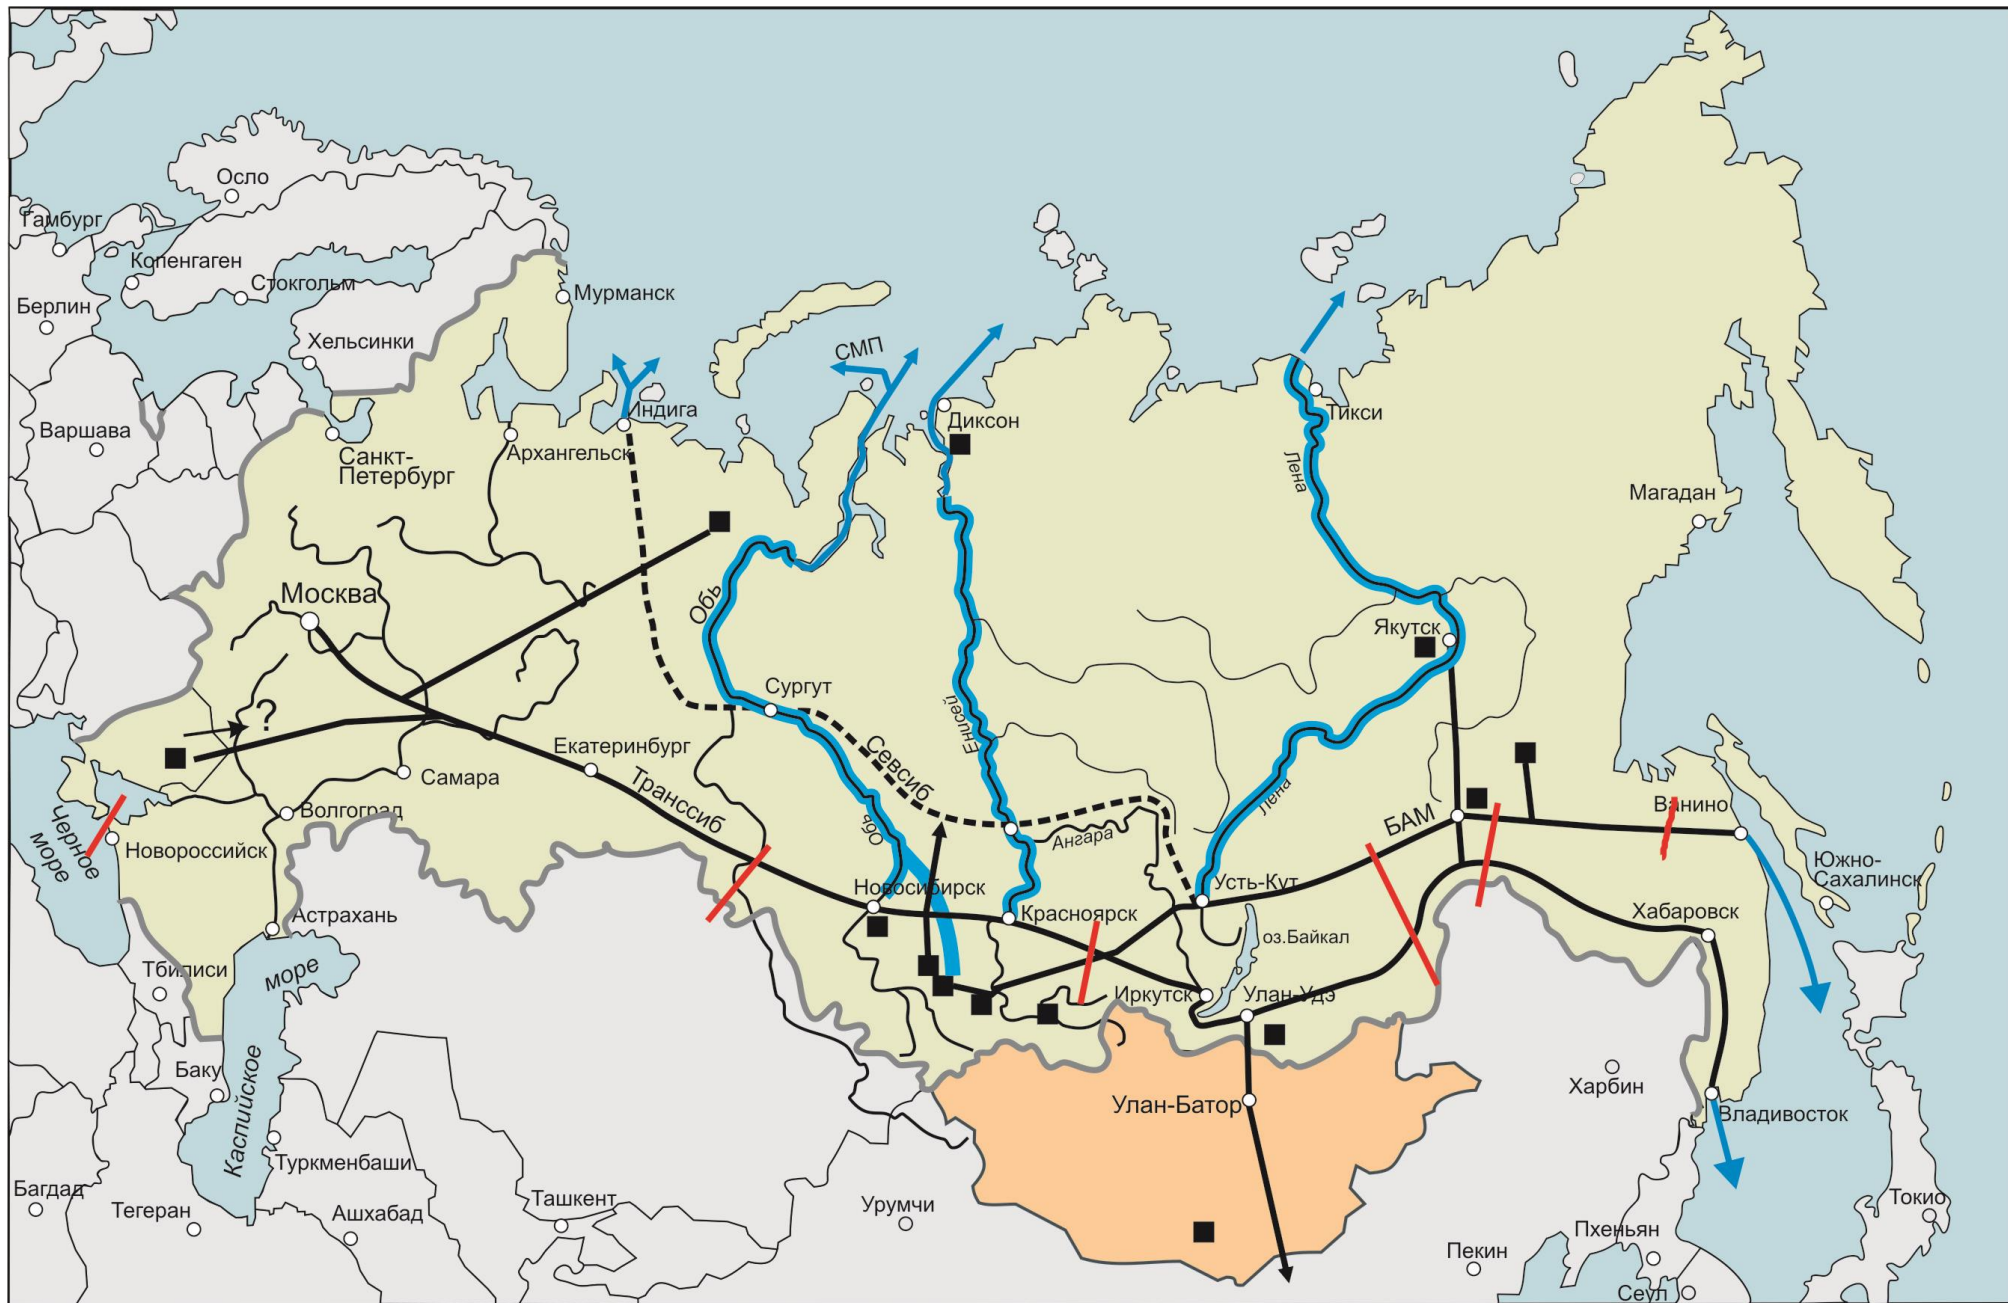 Осло
Гамбург
Копенгаген
Стокгольм
Берлин
Мурманск
Хельсинки
СМП
Варшава
Индига
Диксон
Тикси
Санкт-
Петербург
Архангельск
Лена
Магадан
Москва
Обь
Якутск
Сургут
Енисей
?
Екатеринбург
Севсиб
Самара
Транссиб
Лена
Ванино
БАМ
Волгоград
Обь
Ангара
Черное
море
Новороссийск
Южно-
Сахалинск
Новосибирск
Усть-Кут
Красноярск
Хабаровск
Астрахань
оз.Байкал
Тбилиси
море
Иркутск
Улан-Удэ
Баку
Каспийское
Харбин
Улан-Батор
Владивосток
Туркменбаши
Багдад
Тегеран
Ашхабад
Ташкент
Урумчи
Токио
Пхеньян
Пекин
Сеул